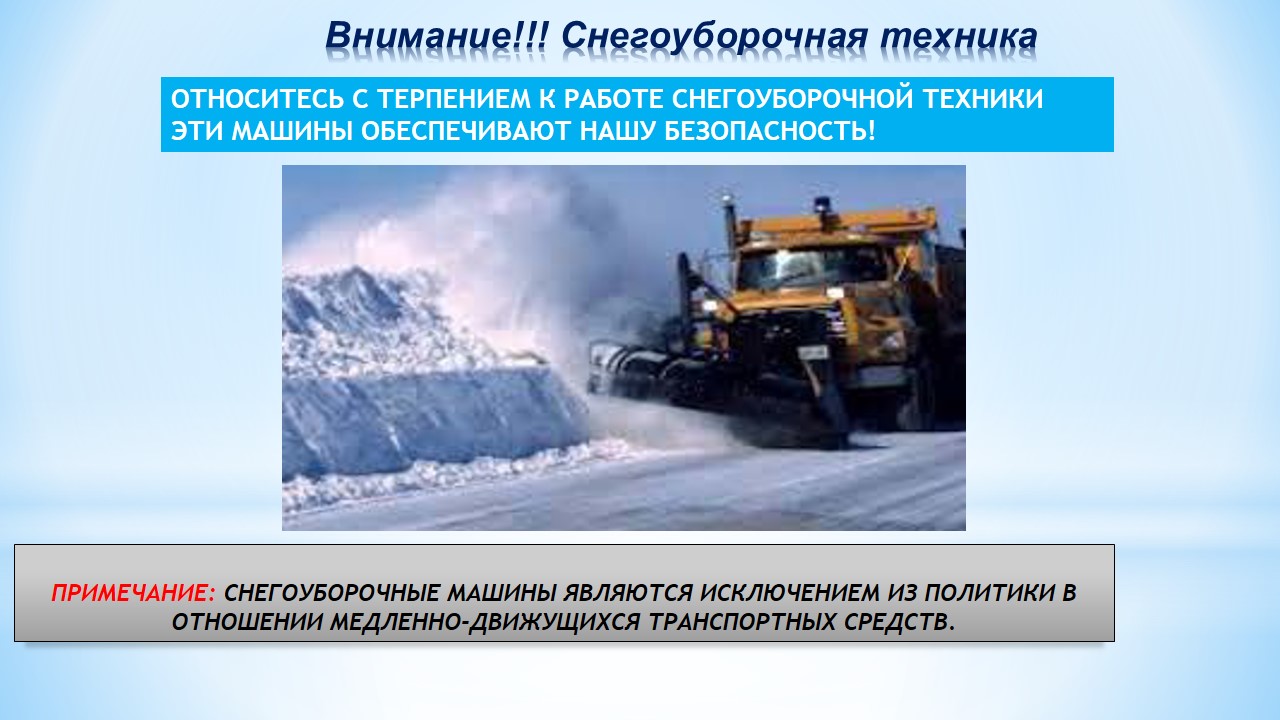 Внимание!!! Снегоуборочная техника
ОТНОСИТЕСЬ С ТЕРПЕНИЕМ К РАБОТЕ СНЕГОУБОРОЧНОЙ ТЕХНИКИ
ЭТИ МАШИНЫ ОБЕСПЕЧИВАЮТ НАШУ БЕЗОПАСНОСТЬ!
ПРИМЕЧАНИЕ: СНЕГОУБОРОЧНЫЕ МАШИНЫ ЯВЛЯЮТСЯ ИСКЛЮЧЕНИЕМ ИЗ ПОЛИТИКИ В
ОТНОШЕНИИ МЕДЛЕННО-ДВИЖУЩИХСЯ ТРАНСПОРТНЫХ СРЕДСТВ.